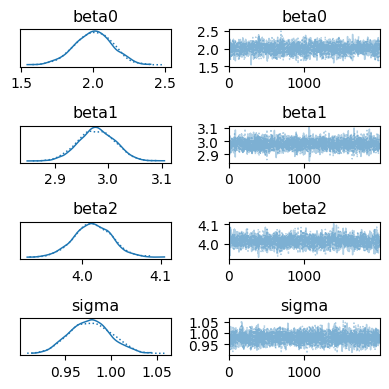 beta0 beta0
2.5
2.0
1.5
1.5 2.0 2.5 0 1000
beta1 beta1
3.1
3.0
2.9
2.9 3.0 3.1 0 1000
beta2 beta2
4.1
4.0
4.0 4.1 0 1000
sigma sigma
1.05
1.00
0.95
0.95 1.00 1.05 0 1000